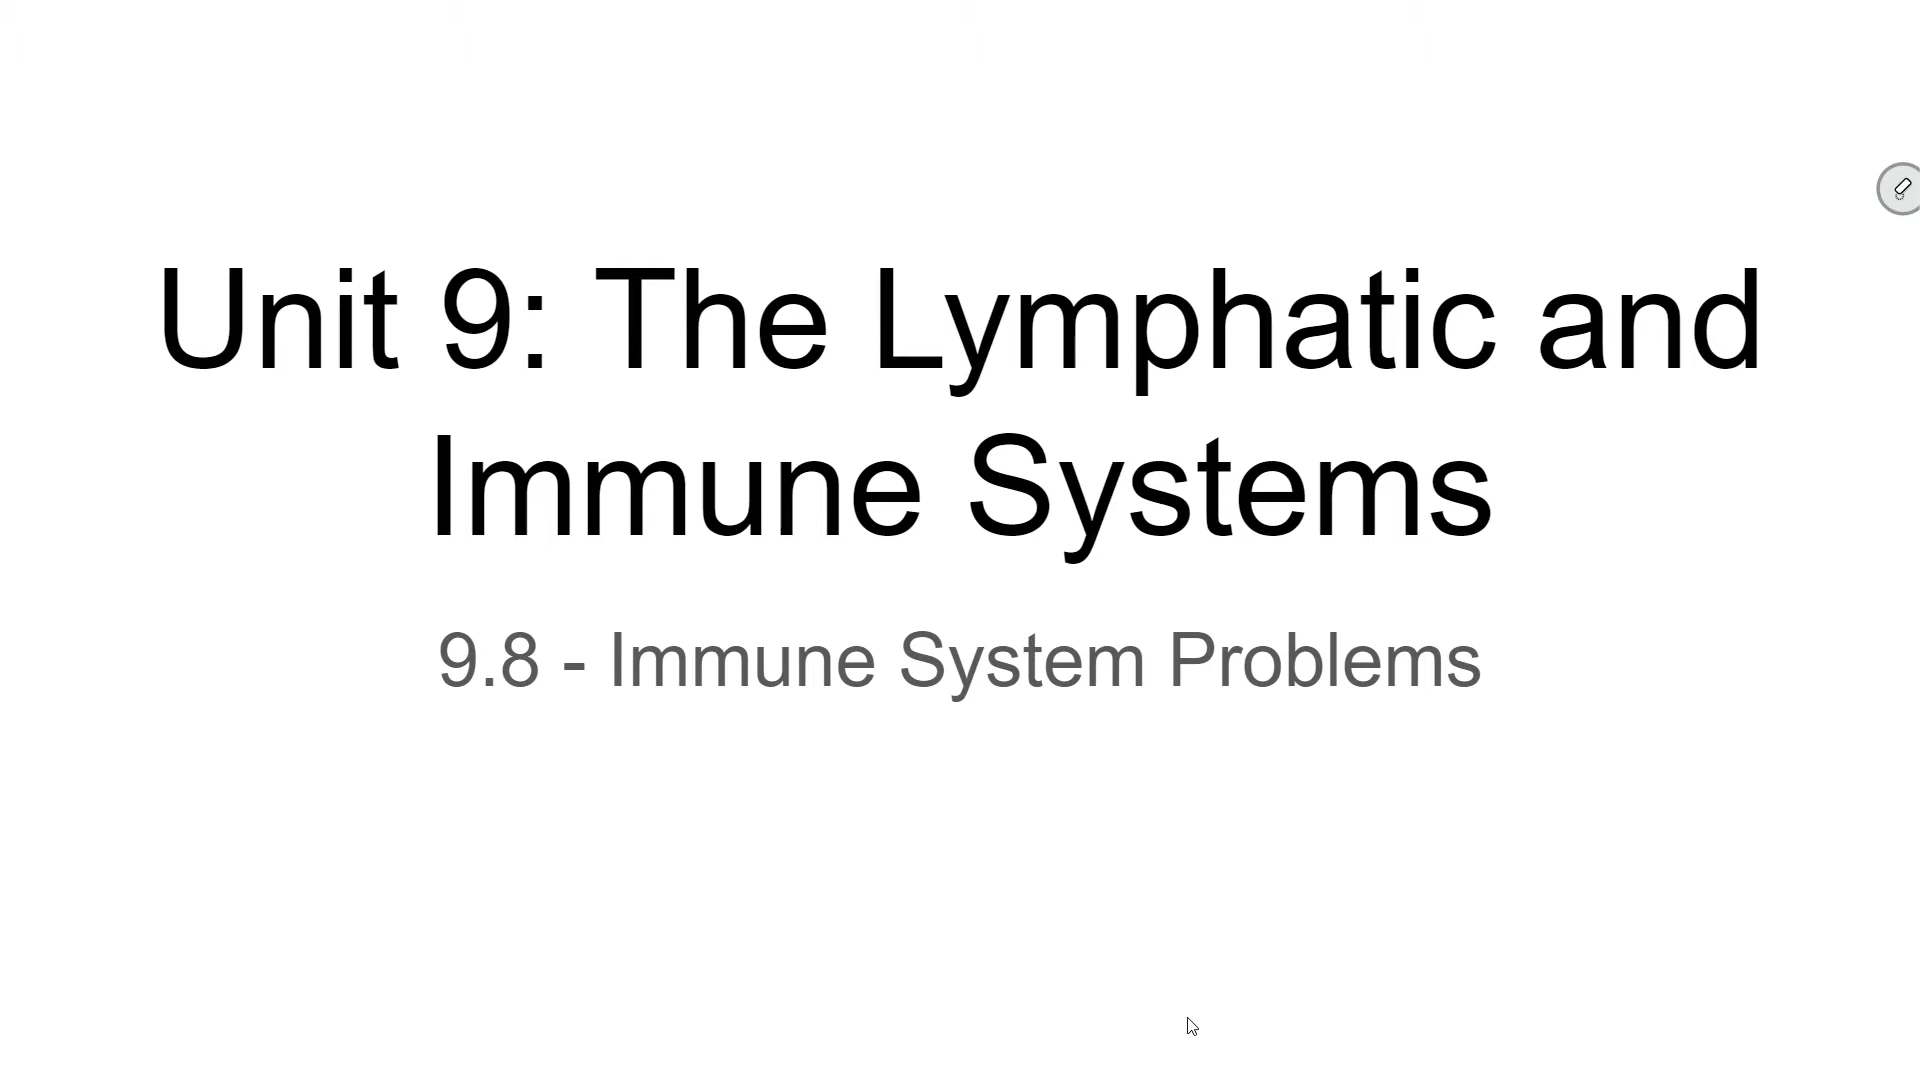 Unit 9: The Lymphatic and
Immune Systems
9.8 - Immune System Problems